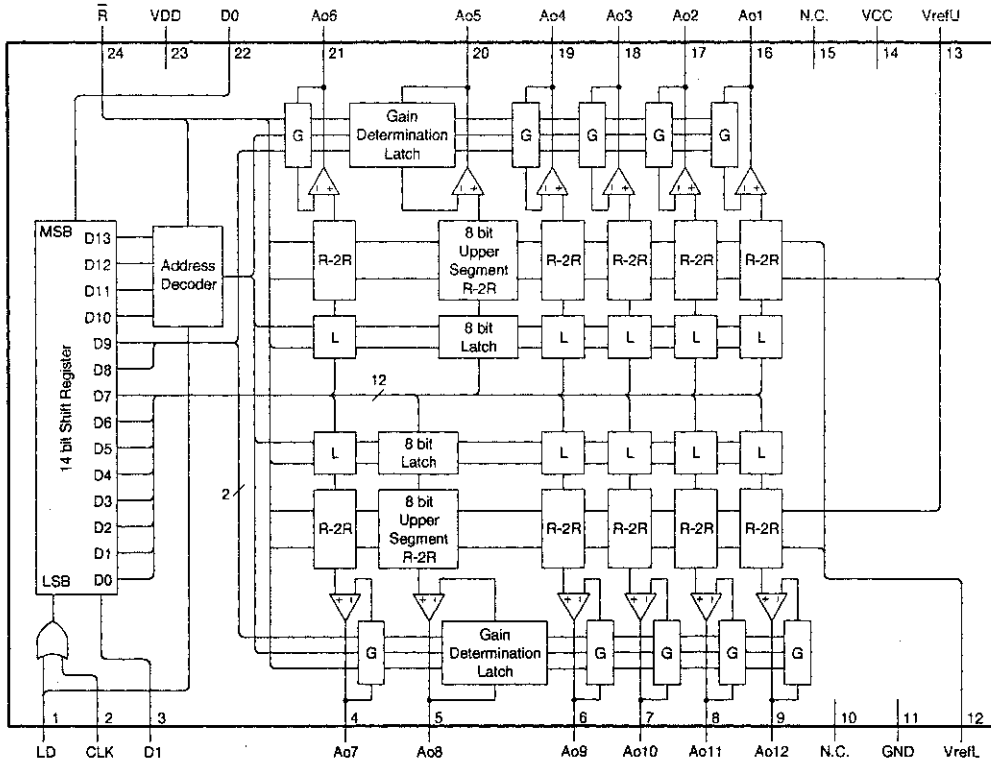 R VDD D0 Ao6 Ao5 Ao4 Ao3 Ao2 Ao1 N.C. VCC VrefU
24 23 22 21 20 19 18 17 16 15 14 13
G
Gain
Determination
Latch
G G G G
- + - + - + - + - + - +
MSB
D13
D12
D11
D10
D9
D8
D7
D6
D5
D4
D3
D2
D1
D0
LSB
14 bit Shift Register
Address
Decoder
R-2R
8 bit
Upper
Segment
R-2R
R-2R R-2R R-2R R-2R
L
8 bit
Latch
L L L L
12
L
8 bit
Latch
L L L L
2
R-2R
8 bit
Upper
Segment
R-2R
R-2R R-2R R-2R R-2R
+ - + - + - + - + - + -
G
Gain
Determination
Latch
G G G G
1 2 3 4 5 6 7 8 9 10 11 12
LD CLK D1 Ao7 Ao8 Ao9 Ao10 Ao11 Ao12 N.C. GND VrefL